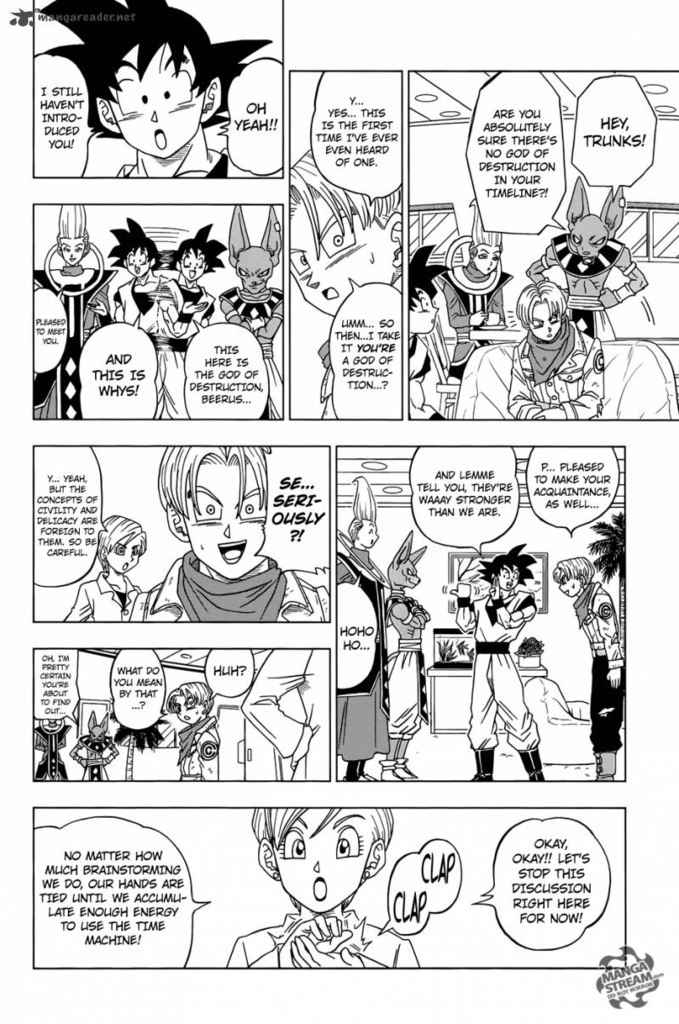 mangareader.net
HEY,
TRUNKS!
ARE YOU
ABSOLUTELY
SURE THERE'S
NO GOD OF
DESTRUCTION
IN YOUR
TIMELINE?!
Y...
YES... THIS
IS THE FIRST
TIME I'VE EVER
EVEN HEARD
OF ONE.
UMM... SO
THEN...I TAKE
IT YOU'RE
A GOD OF
DESTRUC-
TION...?
OH
YEAH!!
I STILL
HAVEN'T
INTRO-
DUCED
YOU!
THIS
HERE IS
THE GOD OF
DESTRUCTION,
BEERUS...
AND
THIS IS
WHYS!
PLEASED
TO MEET
YOU.
P... PLEASED
TO MAKE YOUR
ACQUAINTANCE,
AS WELL...
AND LEMME
TELL YOU, THEY'RE
WAAAY STRONGER
THAN WE ARE.
HOHO
HO...
SE...
SERI-
OUSLY
?!
Y... YEAH,
BUT THE
CONCEPTS OF
CIVILITY AND
DELICACY ARE
FOREIGN TO
THEM. SO BE
CAREFUL.
HUH?
WHAT DO
YOU MEAN
BY THAT
...?
OH, I'M
PRETTY
CERTAIN
YOU'RE
ABOUT
TO FIND
OUT...
OKAY,
OKAY!! LET'S
STOP THIS
DISCUSSION
RIGHT HERE
FOR NOW!
CLAP
CLAP
NO MATTER HOW
MUCH BRAINSTORMING
WE DO, OUR HANDS ARE
TIED UNTIL WE ACCUMU-
LATE ENOUGH ENERGY
TO USE THE TIME
MACHINE!
MANGA
STREAM.com
DO NOT MIRROR